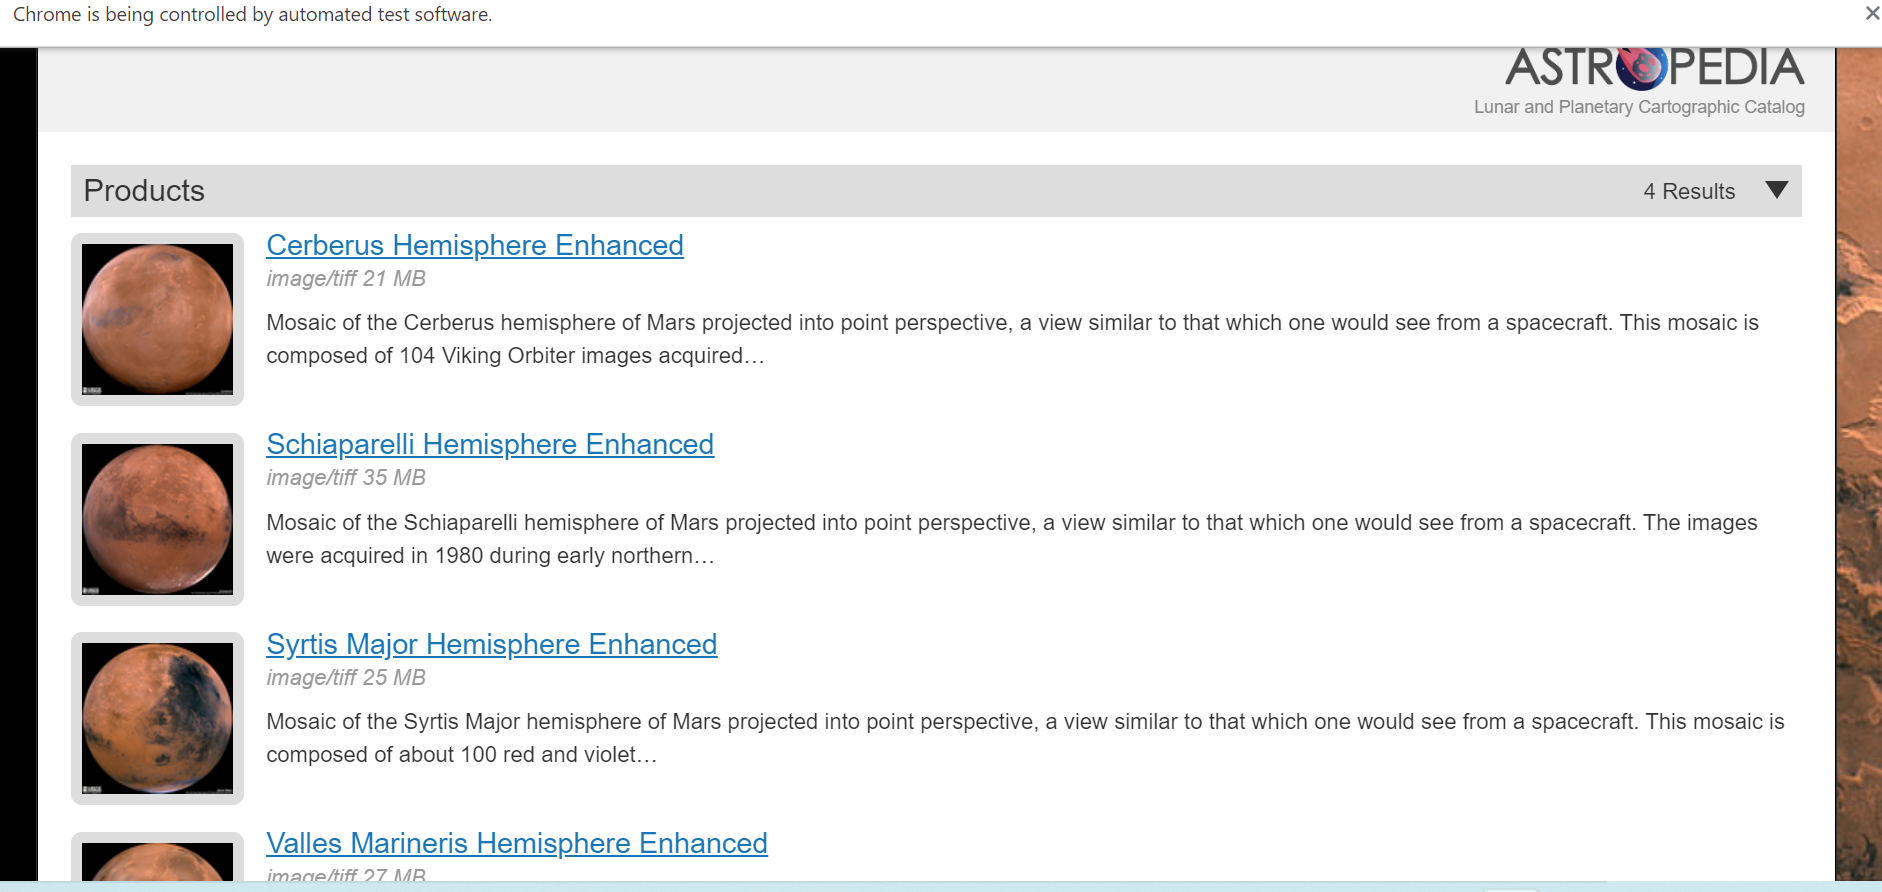 Chrome is being controlled by automated test software.
ASTROPEDIA
Lunar and Planetary Cartographic Catalog
Products
4 Results
Cerberus Hemisphere Enhanced
image/tiff 21 MB
Mosaic of the Cerberus hemisphere of Mars projected into point perspective, a view similar to that which one would see from a spacecraft. This mosaic is
composed of 104 Viking Orbiter images acquired…
Schiaparelli Hemisphere Enhanced
image/tiff 35 MB
Mosaic of the Schiaparelli hemisphere of Mars projected into point perspective, a view similar to that which one would see from a spacecraft. The images
were acquired in 1980 during early northern…
Syrtis Major Hemisphere Enhanced
image/tiff 25 MB
Mosaic of the Syrtis Major hemisphere of Mars projected into point perspective, a view similar to that which one would see from a spacecraft. This mosaic is
composed of about 100 red and violet…
Valles Marineris Hemisphere Enhanced
image/tiff 27 MB